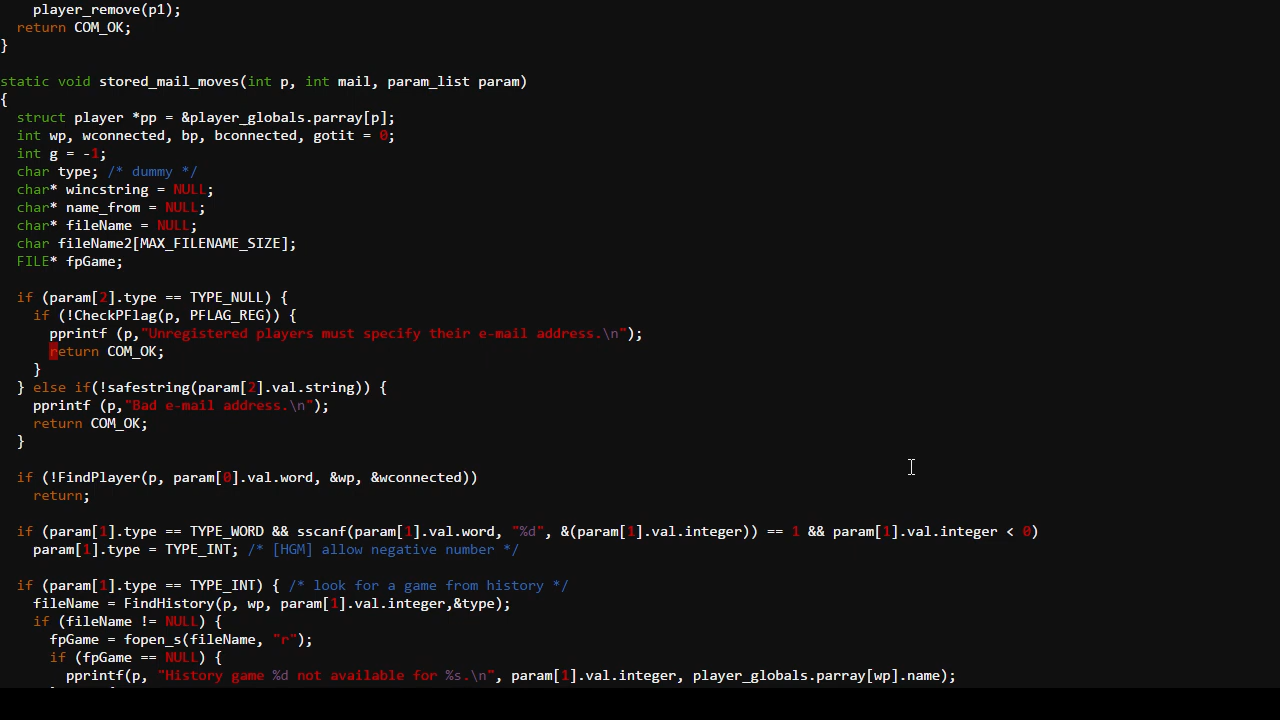 player_remove(p1);
return COM_OK;
}
static void stored_mail_moves(int p, int mail, param_list param)
{
struct player *pp = &player_globals.parray[p];
int wp, wconnected, bp, bconnected, gotit = 0;
int g = -1;
char type; /* dummy */
char* wincstring = NULL;
char* name_from = NULL;
char* fileName = NULL;
char fileName2[MAX_FILENAME_SIZE];
FILE* fpGame;
if (param[2].type == TYPE_NULL) {
if (!CheckPFlag(p, PFLAG_REG)) {
pprintf (p,"Unregistered players must specify their e-mail address.\n");
return COM_OK;
}
} else if(!safestring(param[2].val.string)) {
pprintf (p,"Bad e-mail address.\n");
return COM_OK;
}
if (!FindPlayer(p, param[0].val.word, &wp, &wconnected))
return;
if (param[1].type == TYPE_WORD && sscanf(param[1].val.word, "%d", &(param[1].val.integer)) == 1 && param[1].val.integer < 0)
param[1].type = TYPE_INT; /* [HGM] allow negative number */
if (param[1].type == TYPE_INT) { /* look for a game from history */
fileName = FindHistory(p, wp, param[1].val.integer,&type);
if (fileName != NULL) {
fpGame = fopen_s(fileName, "r");
if (fpGame == NULL) {
pprintf(p, "History game %d not available for %s.\n", param[1].val.integer, player_globals.parray[wp].name);